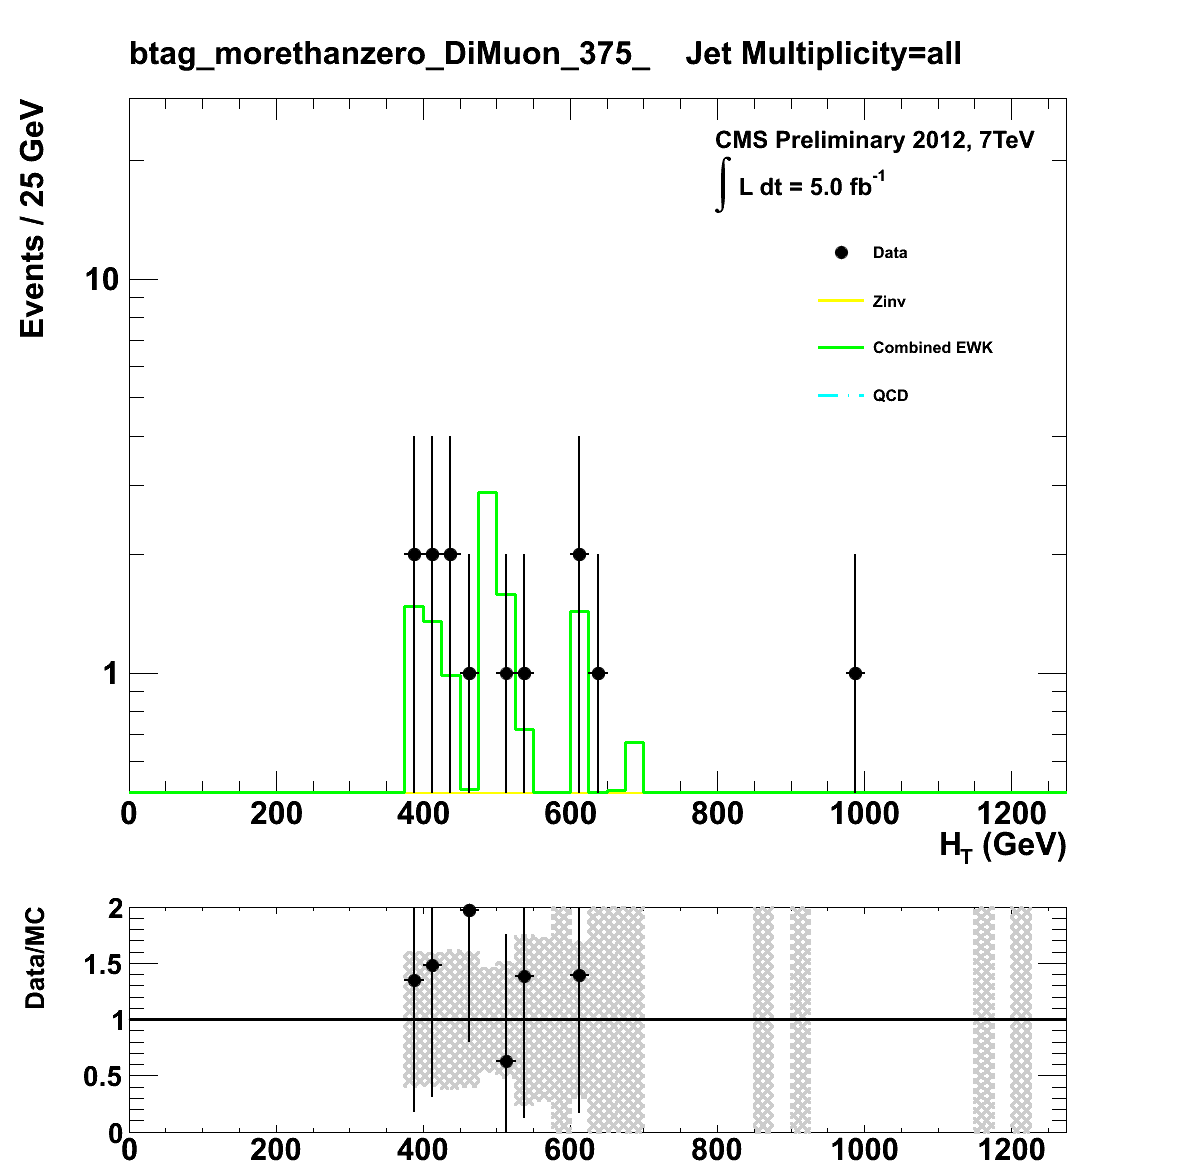 btag_morethanzero_DiMuon_375_ Jet Multiplicity=all
Events / 25 GeV
CMS Preliminary 2012, 7TeV
∫ L dt = 5.0 fb⁻¹
Data
Zinv
Combined EWK
QCD
10
1
0 200 400 600 800 1000 1200
H_T (GeV)
Data/MC
2
1.5
1
0.5
0
0 200 400 600 800 1000 1200